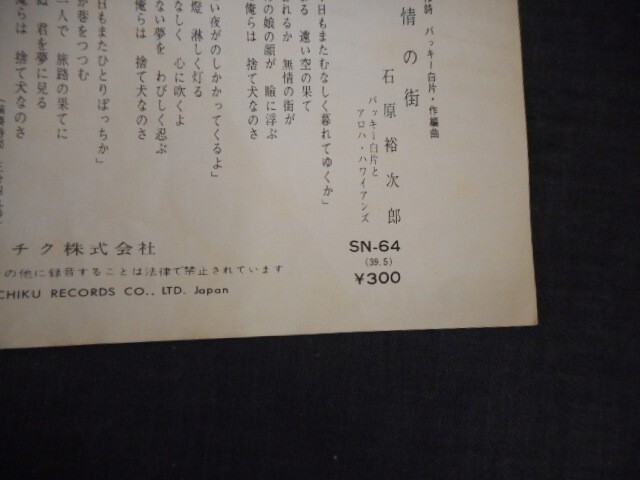 詩 バッキー白片・作編曲
情の街
石原裕次郎
バッキー白片と
アロハ・ハワイアンズ
日もまたむなしく暮れてゆくか」
る 遠い空の果て
れるか 無情の街が
の娘の顔が 瞼に浮ぶ
俺らは 捨て犬なのさ
い夜がのしかかってくるよ」
燈 淋しく灯る
なしく 心に吹くよ
ない夢を わびしく忍ぶ
俺らは 捨て犬なのさ
日もまたひとりぼっちか」
が巷をつつむ
二人で 旅路の果てに
君を夢に見る
らは 捨て犬なのさ
チク株式会社
の他に録音することは法律で禁止されています
CHIKU RECORDS CO., LTD. Japan
SN-64
(39.5)
¥300